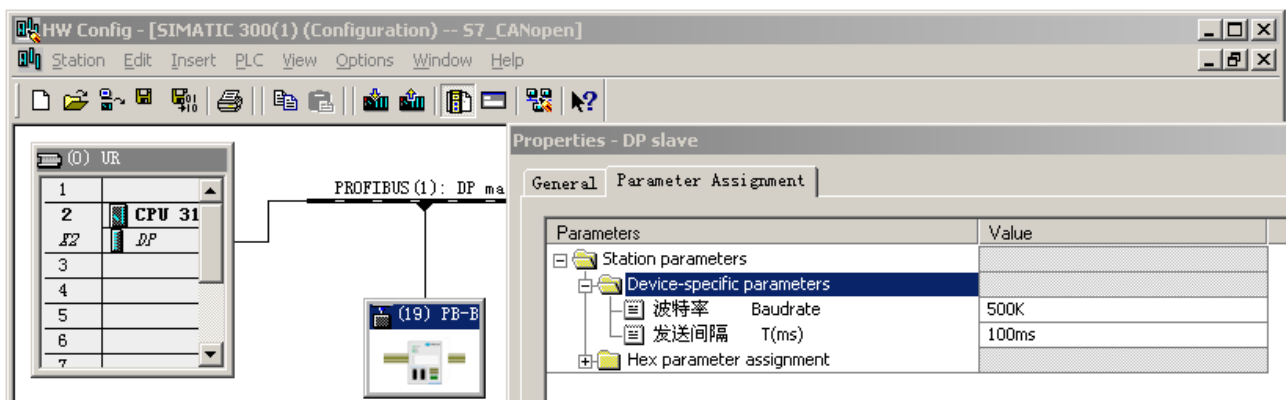 HW Config - [SIMATIC 300(1) (Configuration) -- S7_CANopen]
Station Edit Insert PLC View Options Window Help
(0) UR
1
2 CPU 31
X2 DP
3
4
5
6
7
PROFIBUS(1): DP ma
(19) PB-B
Properties - DP slave
General Parameter Assignment
Parameters Value
Station parameters
Device-specific parameters
波特率 Baudrate 500K
发送间隔 T(ms) 100ms
Hex parameter assignment